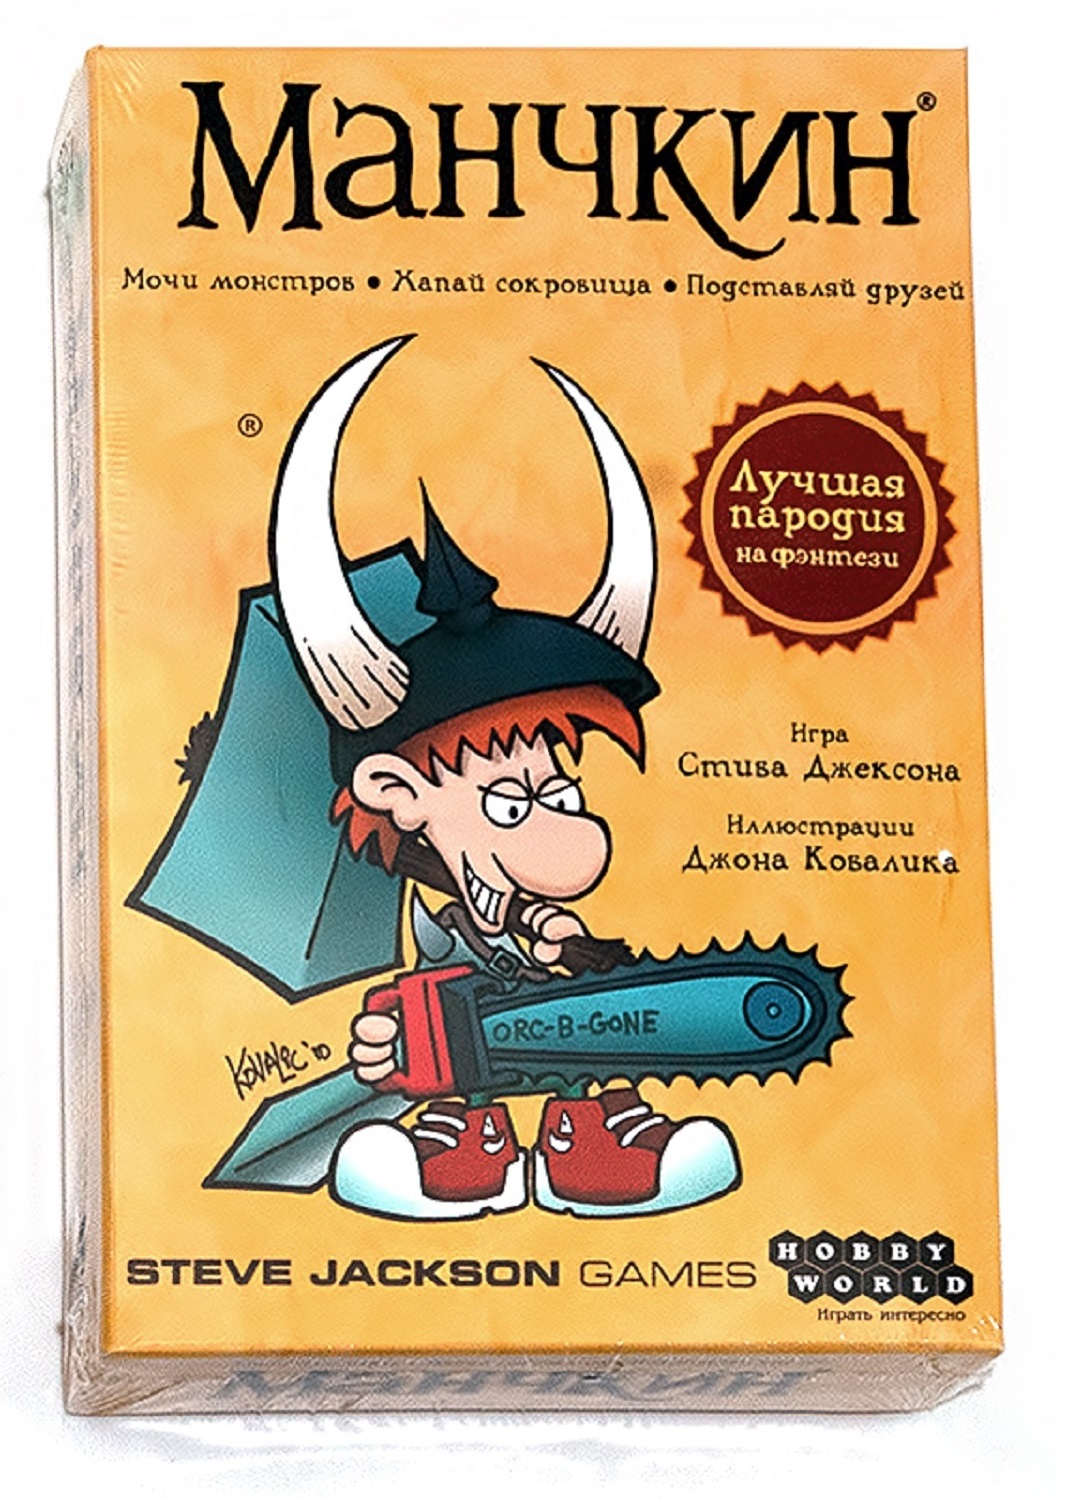 Манчкин®
Мочи монстров • Хапай сокровища • Подставляй друзей
®
Лучшая
пародия
на фэнтези
Игра
Стива Джексона
Иллюстрации
Джона Ковалика
ORC-B-GONE
KOVALIC '10
STEVE JACKSON GAMES
HOBBY
WORLD
Играть интересно
Манчкин